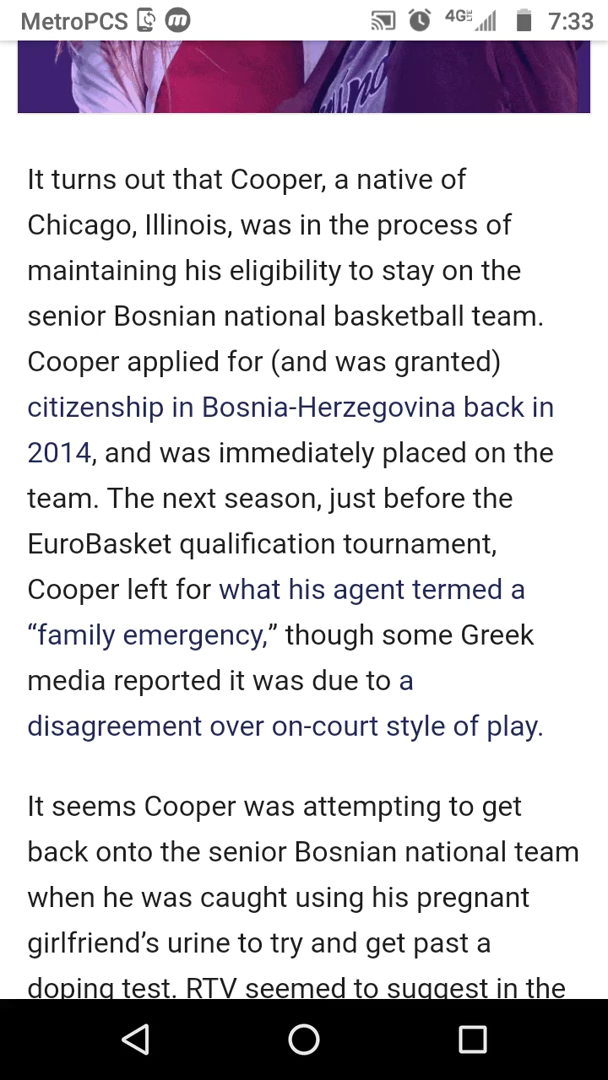 MetroPCS
4G LTE
7:33
It turns out that Cooper, a native of
Chicago, Illinois, was in the process of
maintaining his eligibility to stay on the
senior Bosnian national basketball team.
Cooper applied for (and was granted)
citizenship in Bosnia-Herzegovina back in
2014, and was immediately placed on the
team. The next season, just before the
EuroBasket qualification tournament,
Cooper left for what his agent termed a
“family emergency,” though some Greek
media reported it was due to a
disagreement over on-court style of play.
It seems Cooper was attempting to get
back onto the senior Bosnian national team
when he was caught using his pregnant
girlfriend’s urine to try and get past a
doping test. RTV seemed to suggest in the